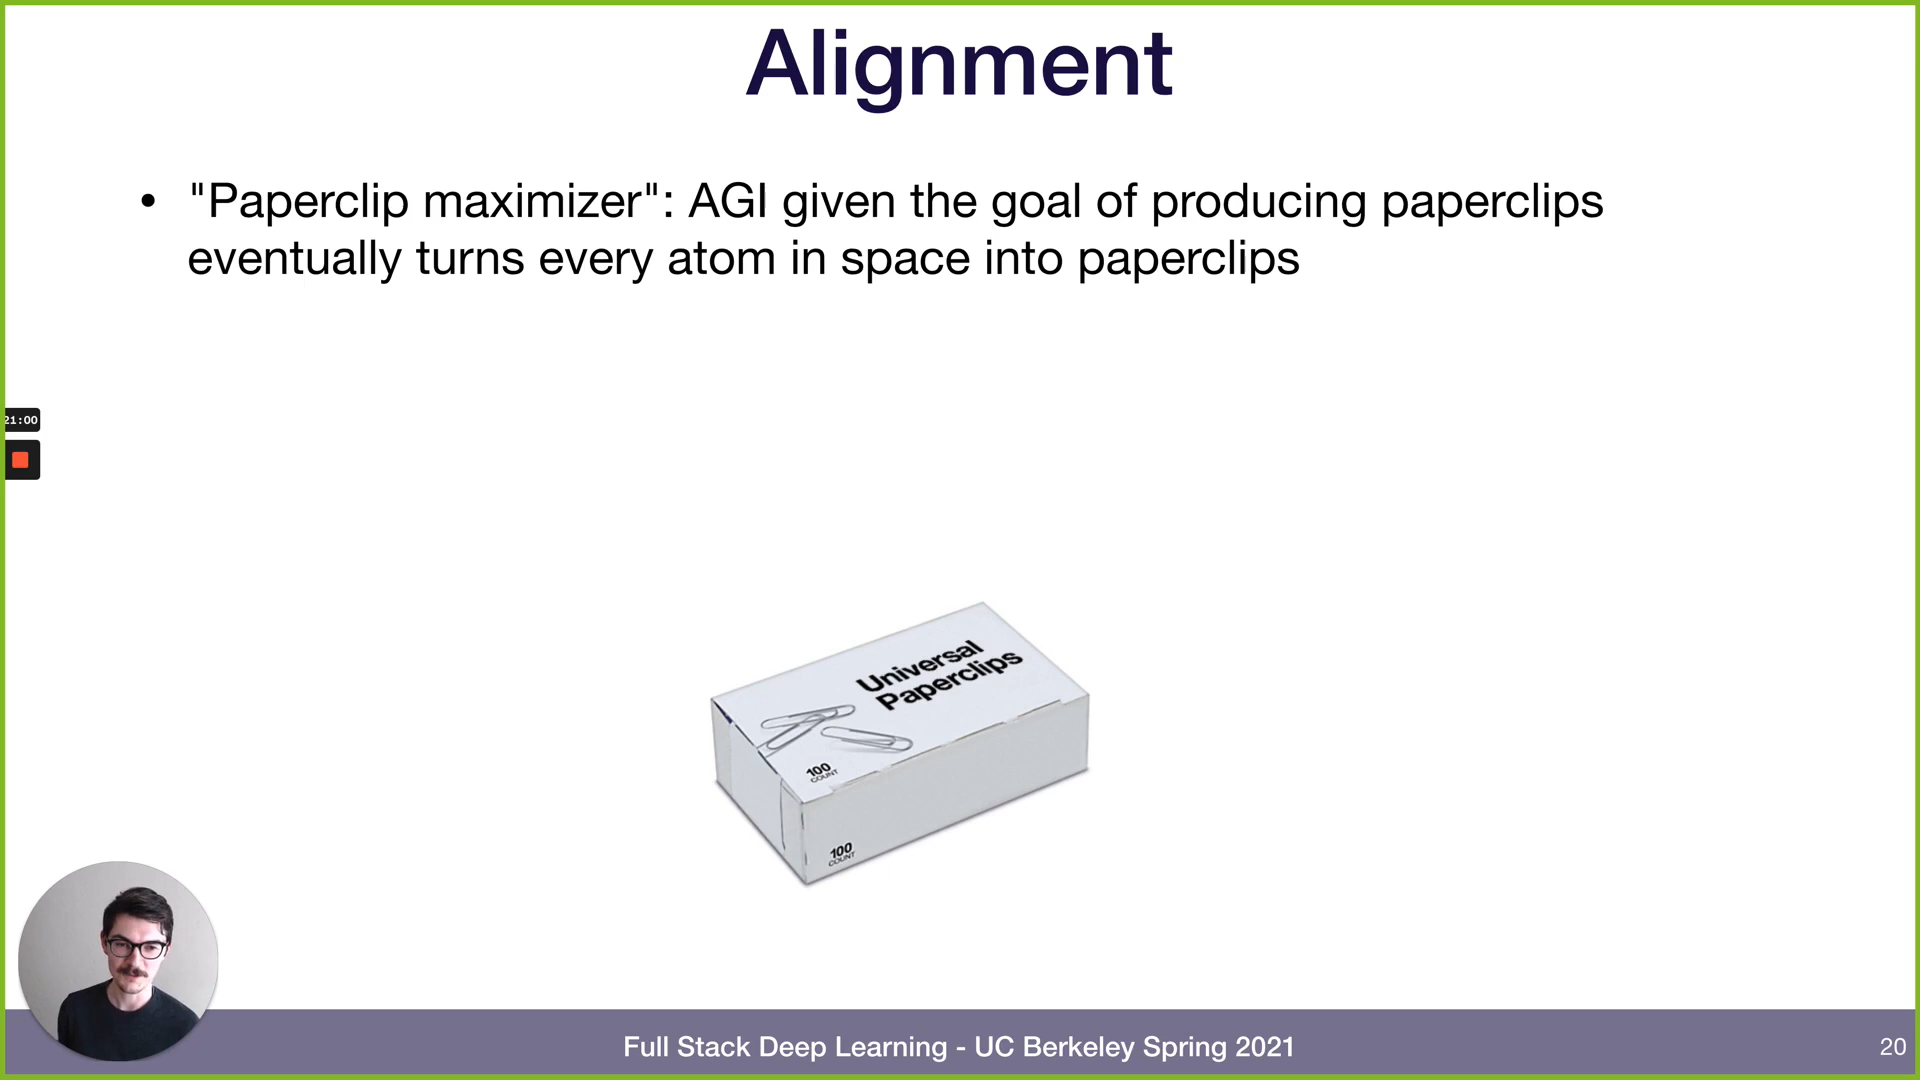 Alignment
• "Paperclip maximizer": AGI given the goal of producing paperclips
eventually turns every atom in space into paperclips
21:00
Universal
Paperclips
100
COUNT
100
COUNT
Full Stack Deep Learning - UC Berkeley Spring 2021
20